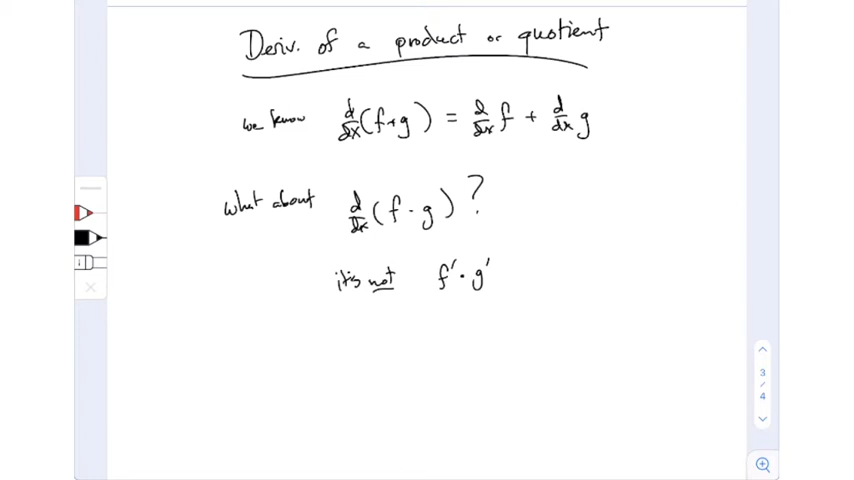 Deriv. of a product or quotient
we know d/dx (f+g) = d/dx f + d/dx g
what about d/dx (f · g) ?
it's not f' · g'
3
/
4